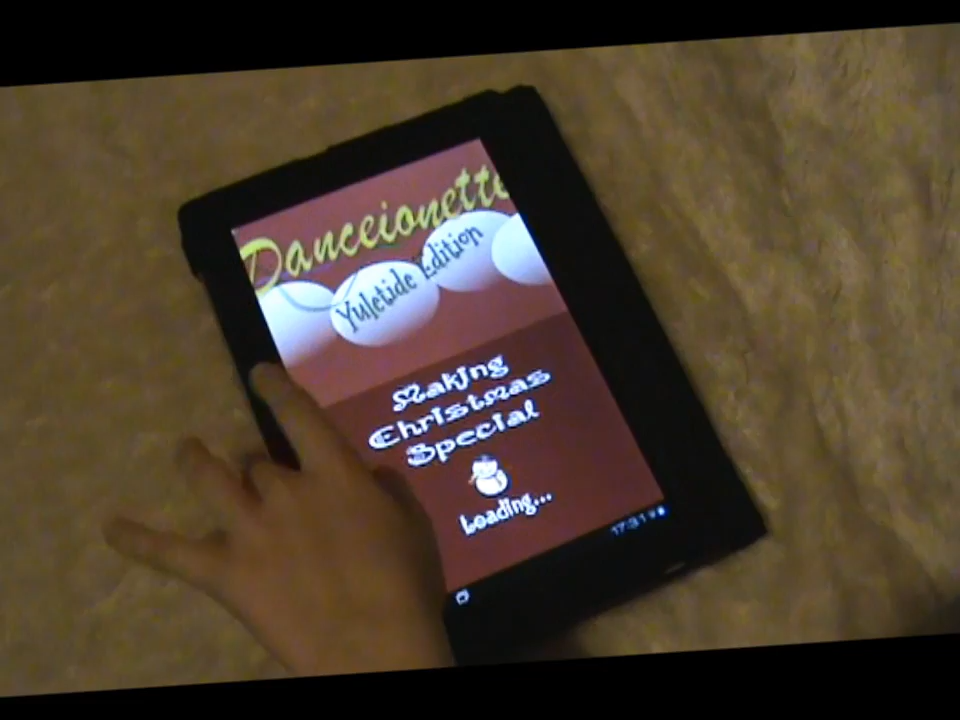 Danceionette
Yuletide Edition
Making
Christmas
Special
Loading...
17:31